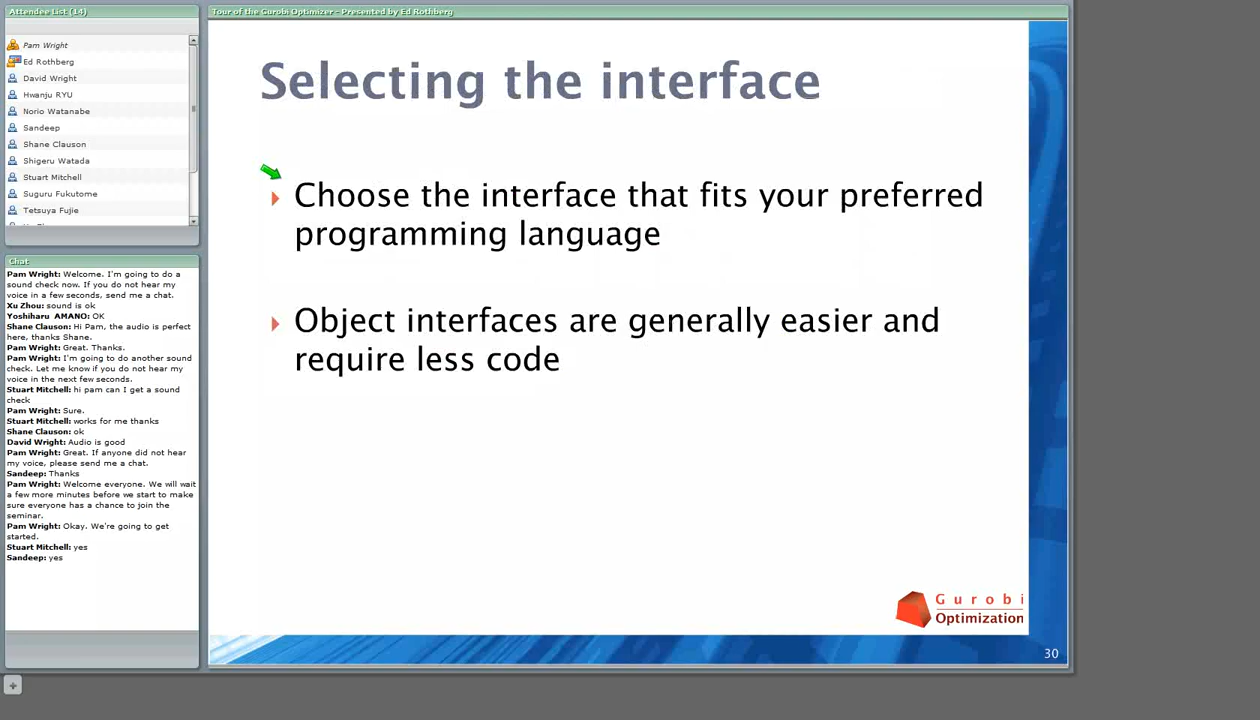 Attendee List (14)
Pam Wright
Ed Rothberg
David Wright
Hwanju RYU
Norio Watanabe
Sandeep
Shane Clauson
Shigeru Watada
Stuart Mitchell
Suguru Fukutome
Tetsuya Fujie
Chat
Pam Wright: Welcome. I'm going to do a
sound check now. If you do not hear my
voice in a few seconds, send me a chat.
Xu Zhou: sound is ok
Yoshiharu AMANO: OK
Shane Clauson: Hi Pam, the audio is perfect
here, thanks Shane.
Pam Wright: Great. Thanks.
Pam Wright: I'm going to do another sound
check. Let me know if you do not hear my
voice in the next few seconds.
Stuart Mitchell: hi pam can I get a sound
check
Pam Wright: Sure.
Stuart Mitchell: works for me thanks
Shane Clauson: ok
David Wright: Audio is good
Pam Wright: Great. If anyone did not hear
my voice, please send me a chat.
Sandeep: Thanks
Pam Wright: Welcome everyone. We will wait
a few more minutes before we start to make
sure everyone has a chance to join the
seminar.
Pam Wright: Okay. We're going to get
started.
Stuart Mitchell: yes
Sandeep: yes
Tour of the Gurobi Optimizer - Presented by Ed Rothberg
Selecting the interface
Choose the interface that fits your preferred
programming language
Object interfaces are generally easier and
require less code
Gurobi
Optimization
30